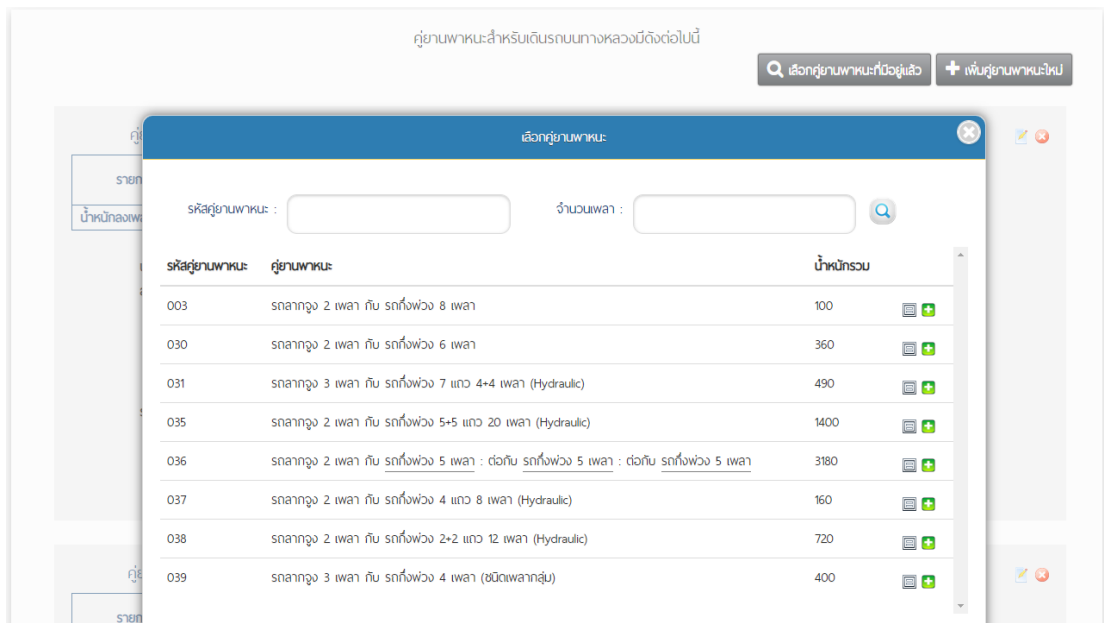 คู่ยานพาหนะสำหรับเดินรถบนทางหลวงมีดังต่อไปนี้
เลือกคู่ยานพาหนะที่มีอยู่แล้ว เพิ่มคู่ยานพาหนะใหม่
เลือกคู่ยานพาหนะ
รหัสคู่ยานพาหนะ : จำนวนเพลา :
รหัสคู่ยานพาหนะ คู่ยานพาหนะ น้ำหนักรวม
003 รถลากจูง 2 เพลา กับ รถกึ่งพ่วง 8 เพลา 100
030 รถลากจูง 2 เพลา กับ รถกึ่งพ่วง 6 เพลา 360
031 รถลากจูง 3 เพลา กับ รถกึ่งพ่วง 7 แถว 4+4 เพลา (Hydraulic) 490
035 รถลากจูง 2 เพลา กับ รถกึ่งพ่วง 5+5 แถว 20 เพลา (Hydraulic) 1400
036 รถลากจูง 2 เพลา กับ รถกึ่งพ่วง 5 เพลา : ต่อกับ รถกึ่งพ่วง 5 เพลา : ต่อกับ รถกึ่งพ่วง 5 เพลา 3180
037 รถลากจูง 2 เพลา กับ รถกึ่งพ่วง 4 แถว 8 เพลา (Hydraulic) 160
038 รถลากจูง 2 เพลา กับ รถกึ่งพ่วง 2+2 แถว 12 เพลา (Hydraulic) 720
039 รถลากจูง 3 เพลา กับ รถกึ่งพ่วง 4 เพลา (ชนิดเพลากลุ่ม) 400